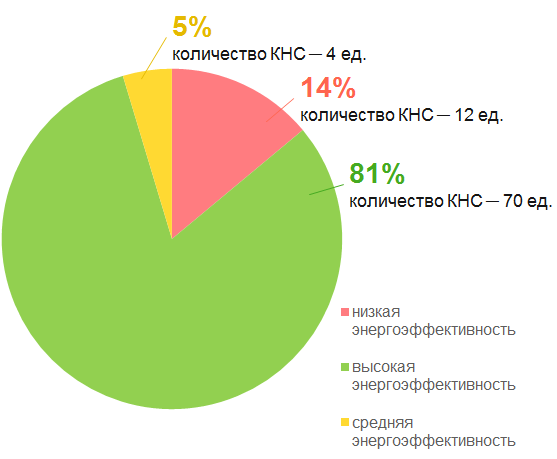 5%
количество КНС — 4 ед.
14%
количество КНС — 12 ед.
81%
количество КНС — 70 ед.
низкая
энергоэффективность
высокая
энергоэффективность
средняя
энергоэффективность